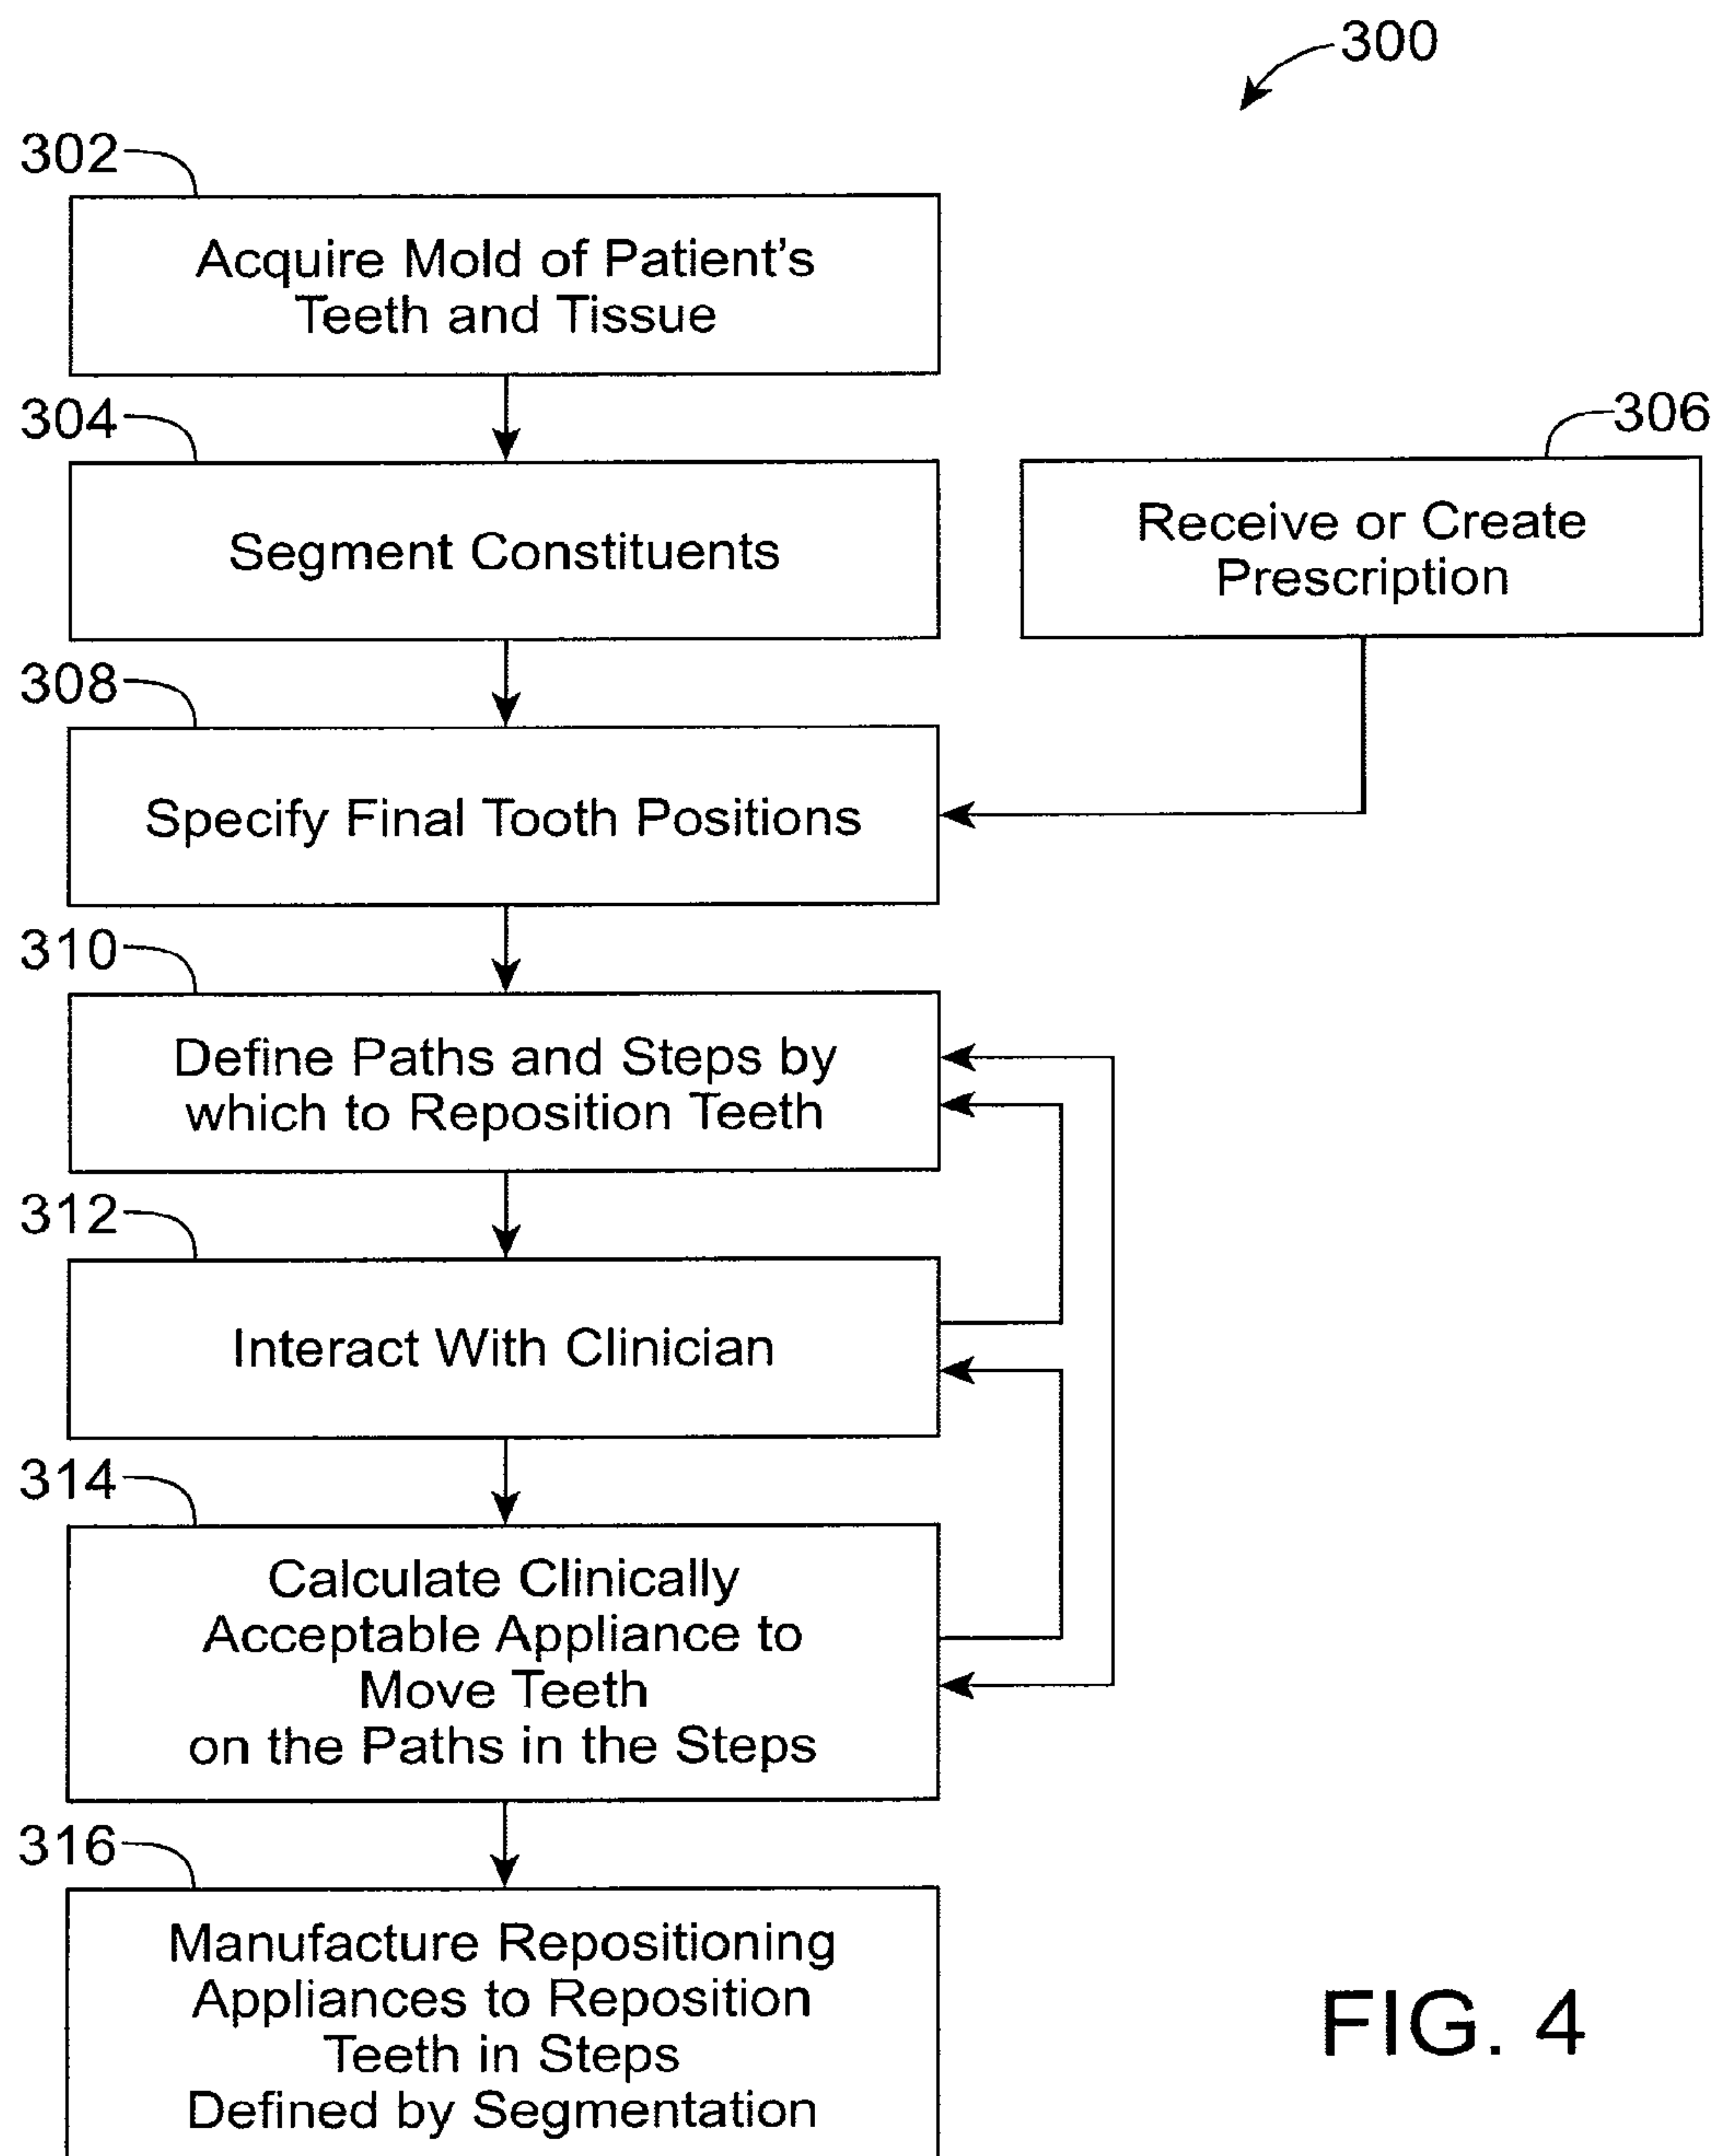 300
302
Acquire Mold of Patient's
Teeth and Tissue
304
Segment Constituents
306
Receive or Create
Prescription
308
Specify Final Tooth Positions
310
Define Paths and Steps by
which to Reposition Teeth
312
Interact With Clinician
314
Calculate Clinically
Acceptable Appliance to
Move Teeth
on the Paths in the Steps
316
Manufacture Repositioning
Appliances to Reposition
Teeth in Steps
Defined by Segmentation
FIG. 4